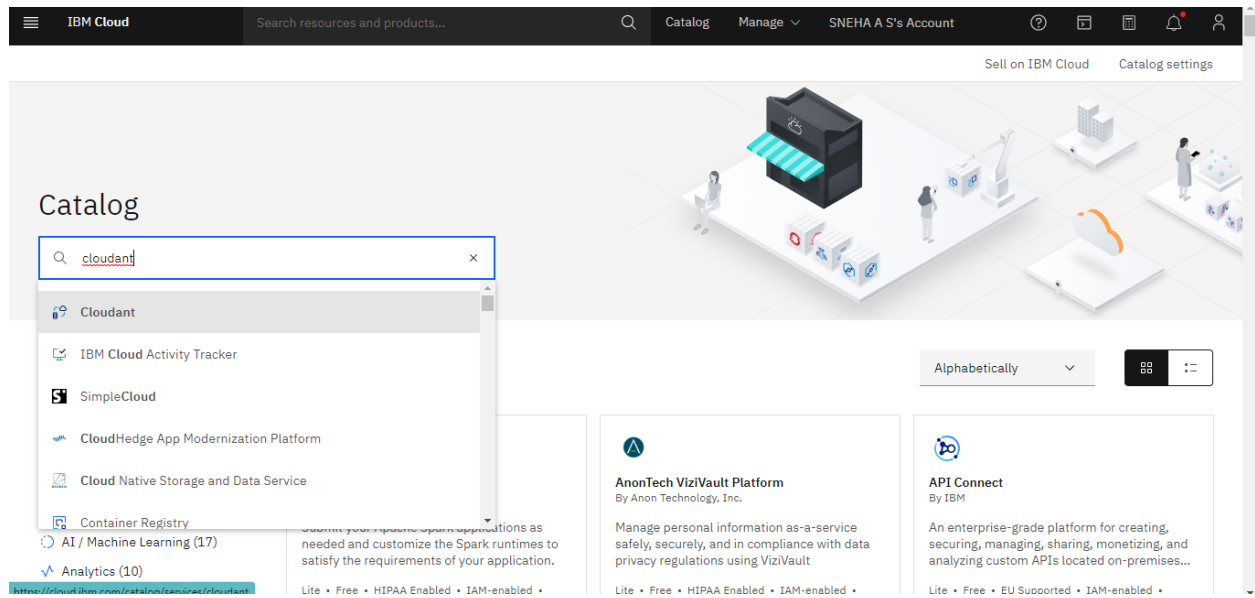 IBM Cloud
Search resources and products...
Catalog
Manage
SNEHA A S's Account
Sell on IBM Cloud
Catalog settings
Catalog
cloudant
Cloudant
IBM Cloud Activity Tracker
SimpleCloud
CloudHedge App Modernization Platform
Cloud Native Storage and Data Service
Container Registry
AI / Machine Learning (17)
Analytics (10)
https://cloud.ibm.com/catalog/services/cloudant
Alphabetically
Submit your Apache Spark applications as
needed and customize the Spark runtimes to
satisfy the requirements of your application.
Lite • Free • HIPAA Enabled • IAM-enabled •
AnonTech ViziVault Platform
By Anon Technology, Inc.
Manage personal information as-a-service
safely, securely, and in compliance with data
privacy regulations using ViziVault
Lite • Free • HIPAA Enabled • IAM-enabled •
API Connect
By IBM
An enterprise-grade platform for creating,
securing, managing, sharing, monetizing, and
analyzing custom APIs located on-premises...
Lite • Free • EU Supported • IAM-enabled •